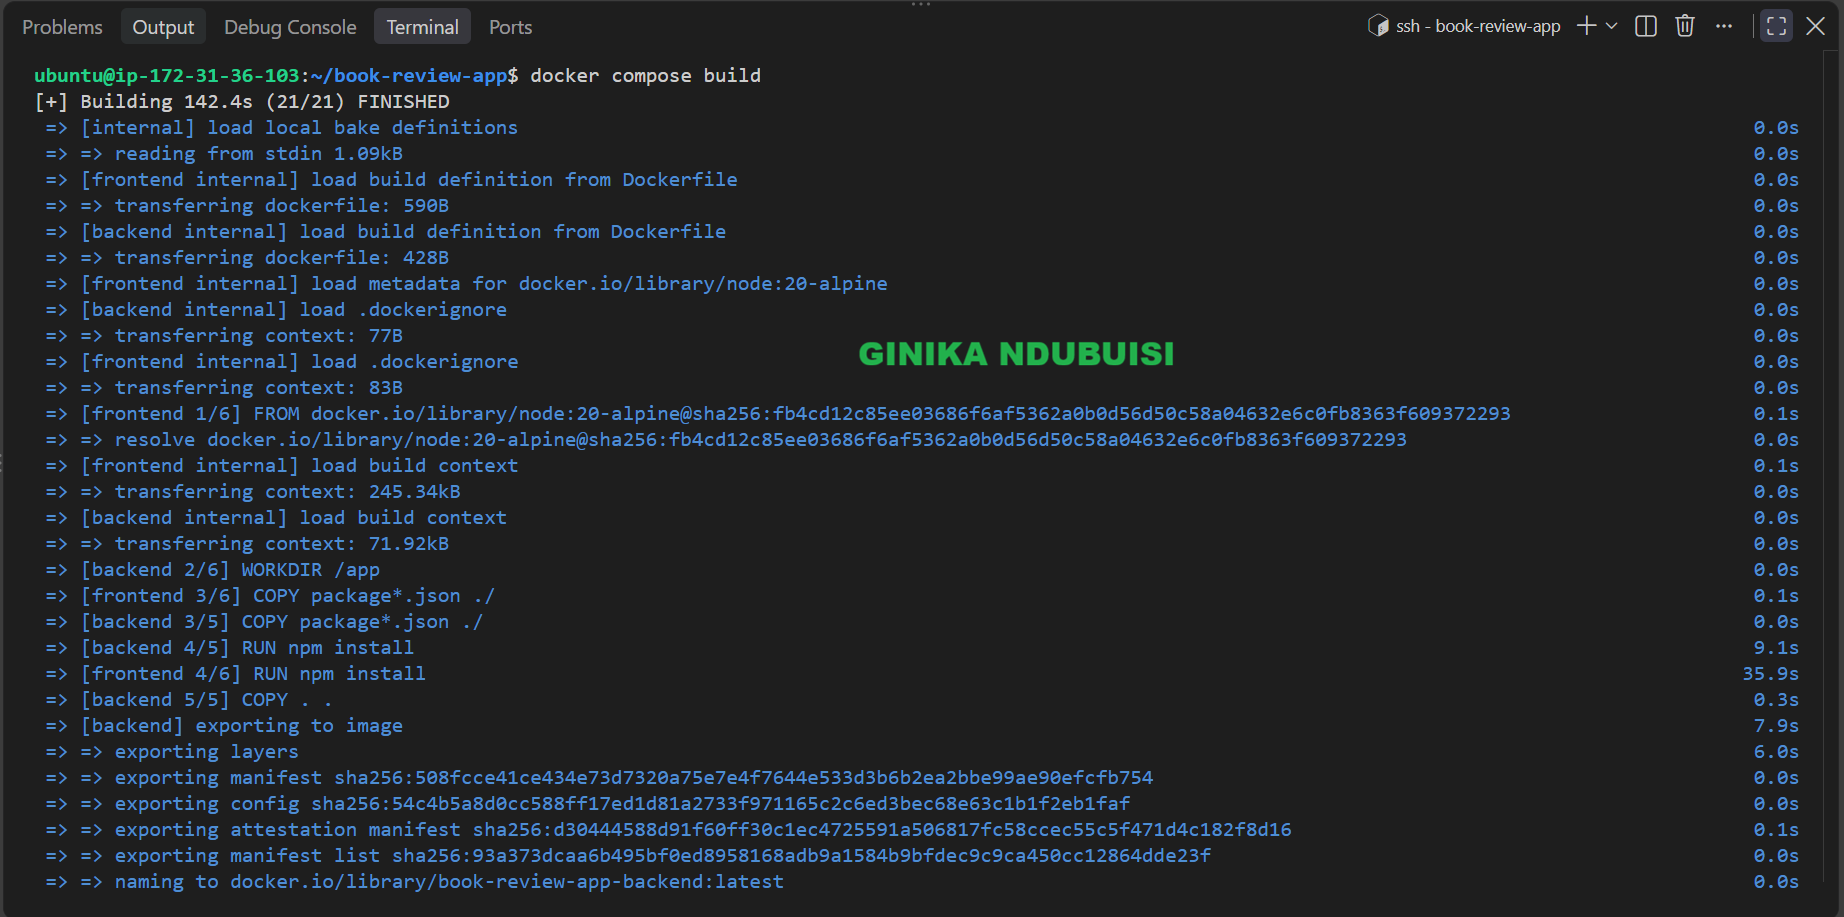 Problems Output Debug Console Terminal Ports ssh - book-review-app
ubuntu@ip-172-31-36-103:~/book-review-app$ docker compose build
[+] Building 142.4s (21/21) FINISHED
=> [internal] load local bake definitions 0.0s
=> => reading from stdin 1.09kB 0.0s
=> [frontend internal] load build definition from Dockerfile 0.0s
=> => transferring dockerfile: 590B 0.0s
=> [backend internal] load build definition from Dockerfile 0.0s
=> => transferring dockerfile: 428B 0.0s
=> [frontend internal] load metadata for docker.io/library/node:20-alpine 0.0s
=> [backend internal] load .dockerignore 0.0s
=> => transferring context: 77B 0.0s
GINIKA NDUBUISI
=> [frontend internal] load .dockerignore 0.0s
=> => transferring context: 83B 0.0s
=> [frontend 1/6] FROM docker.io/library/node:20-alpine@sha256:fb4cd12c85ee03686f6af5362a0b0d56d50c58a04632e6c0fb8363f609372293 0.1s
=> => resolve docker.io/library/node:20-alpine@sha256:fb4cd12c85ee03686f6af5362a0b0d56d50c58a04632e6c0fb8363f609372293 0.0s
=> [frontend internal] load build context 0.1s
=> => transferring context: 245.34kB 0.0s
=> [backend internal] load build context 0.0s
=> => transferring context: 71.92kB 0.0s
=> [backend 2/6] WORKDIR /app 0.0s
=> [frontend 3/6] COPY package*.json ./ 0.1s
=> [backend 3/5] COPY package*.json ./ 0.0s
=> [backend 4/5] RUN npm install 9.1s
=> [frontend 4/6] RUN npm install 35.9s
=> [backend 5/5] COPY . . 0.3s
=> [backend] exporting to image 7.9s
=> => exporting layers 6.0s
=> => exporting manifest sha256:508fcce41ce434e73d7320a75e7e4f7644e533d3b6b2ea2bbe99ae90efcfb754 0.0s
=> => exporting config sha256:54c4b5a8d0cc588ff17ed1d81a2733f971165c2c6ed3bec68e63c1b1f2eb1faf 0.0s
=> => exporting attestation manifest sha256:d30444588d91f60ff30c1ec4725591a506817fc58ccec55c5f471d4c182f8d16 0.1s
=> => exporting manifest list sha256:93a373dcaa6b495bf0ed8958168adb9a1584b9bfdec9c9ca450cc12864dde23f 0.0s
=> => naming to docker.io/library/book-review-app-backend:latest 0.0s